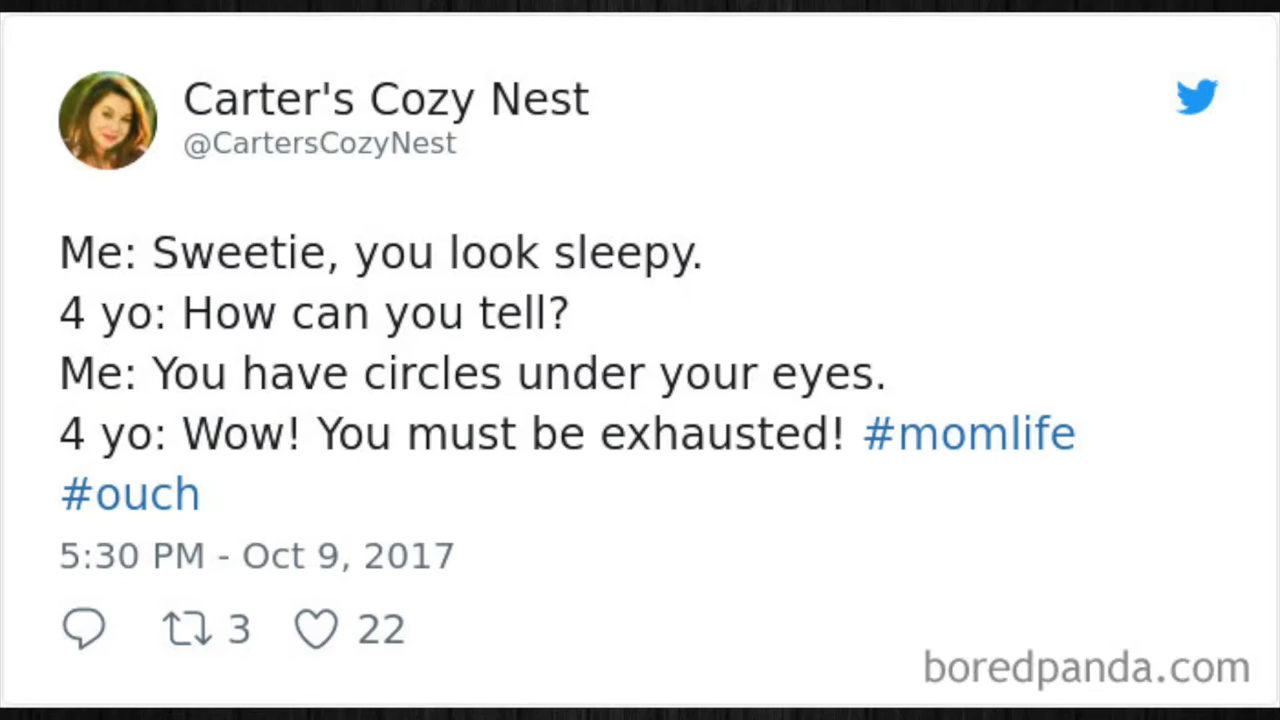 Carter's Cozy Nest
@CartersCozyNest
Me: Sweetie, you look sleepy.
4 yo: How can you tell?
Me: You have circles under your eyes.
4 yo: Wow! You must be exhausted! #momlife
#ouch
5:30 PM - Oct 9, 2017
3 22
boredpanda.com